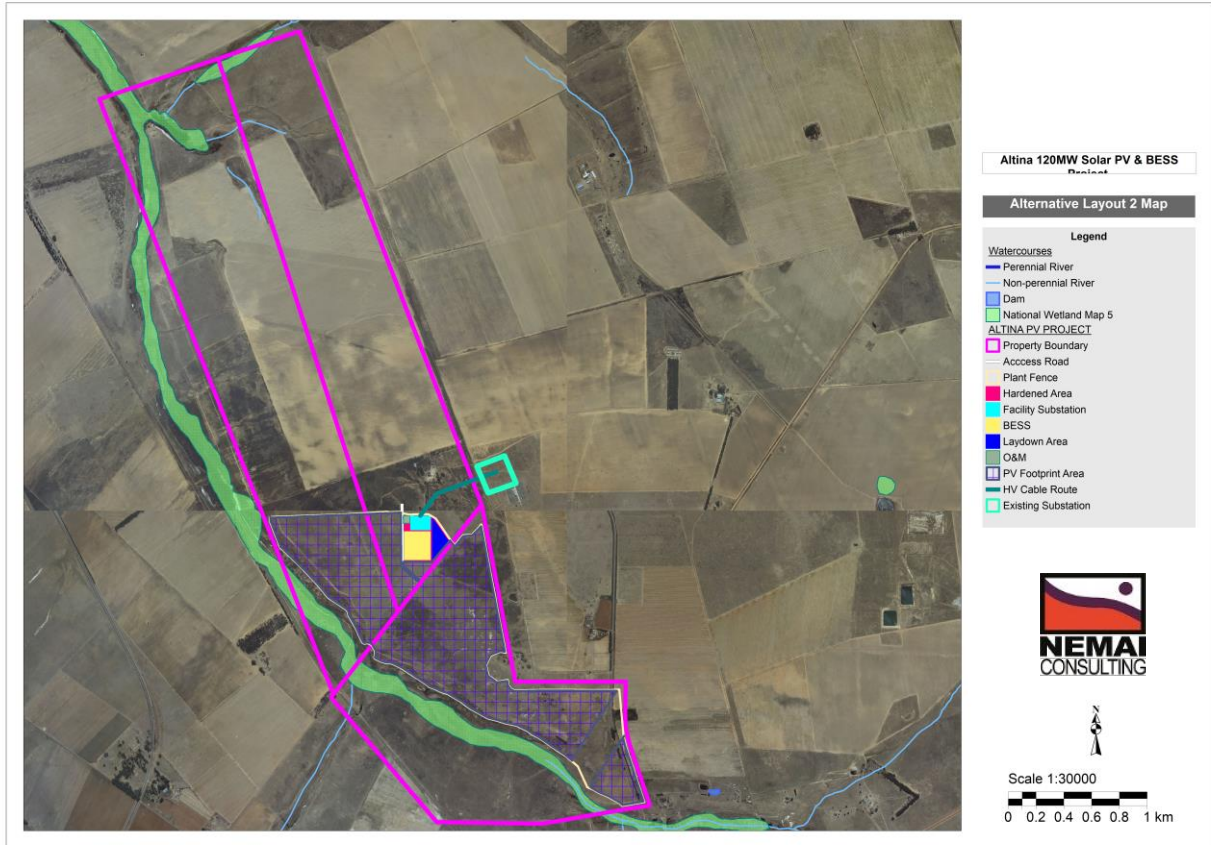 Altina 120MW Solar PV & BESS
Project
Alternative Layout 2 Map
Legend
Watercourses
Perennial River
Non-perennial River
Dam
National Wetland Map 5
ALTINA PV PROJECT
Property Boundary
Acccess Road
Plant Fence
Hardened Area
Facility Substation
BESS
Laydown Area
O&M
PV Footprint Area
HV Cable Route
Existing Substation
NEMAI
CONSULTING
N
Scale 1:30000
0 0.2 0.4 0.6 0.8 1 km